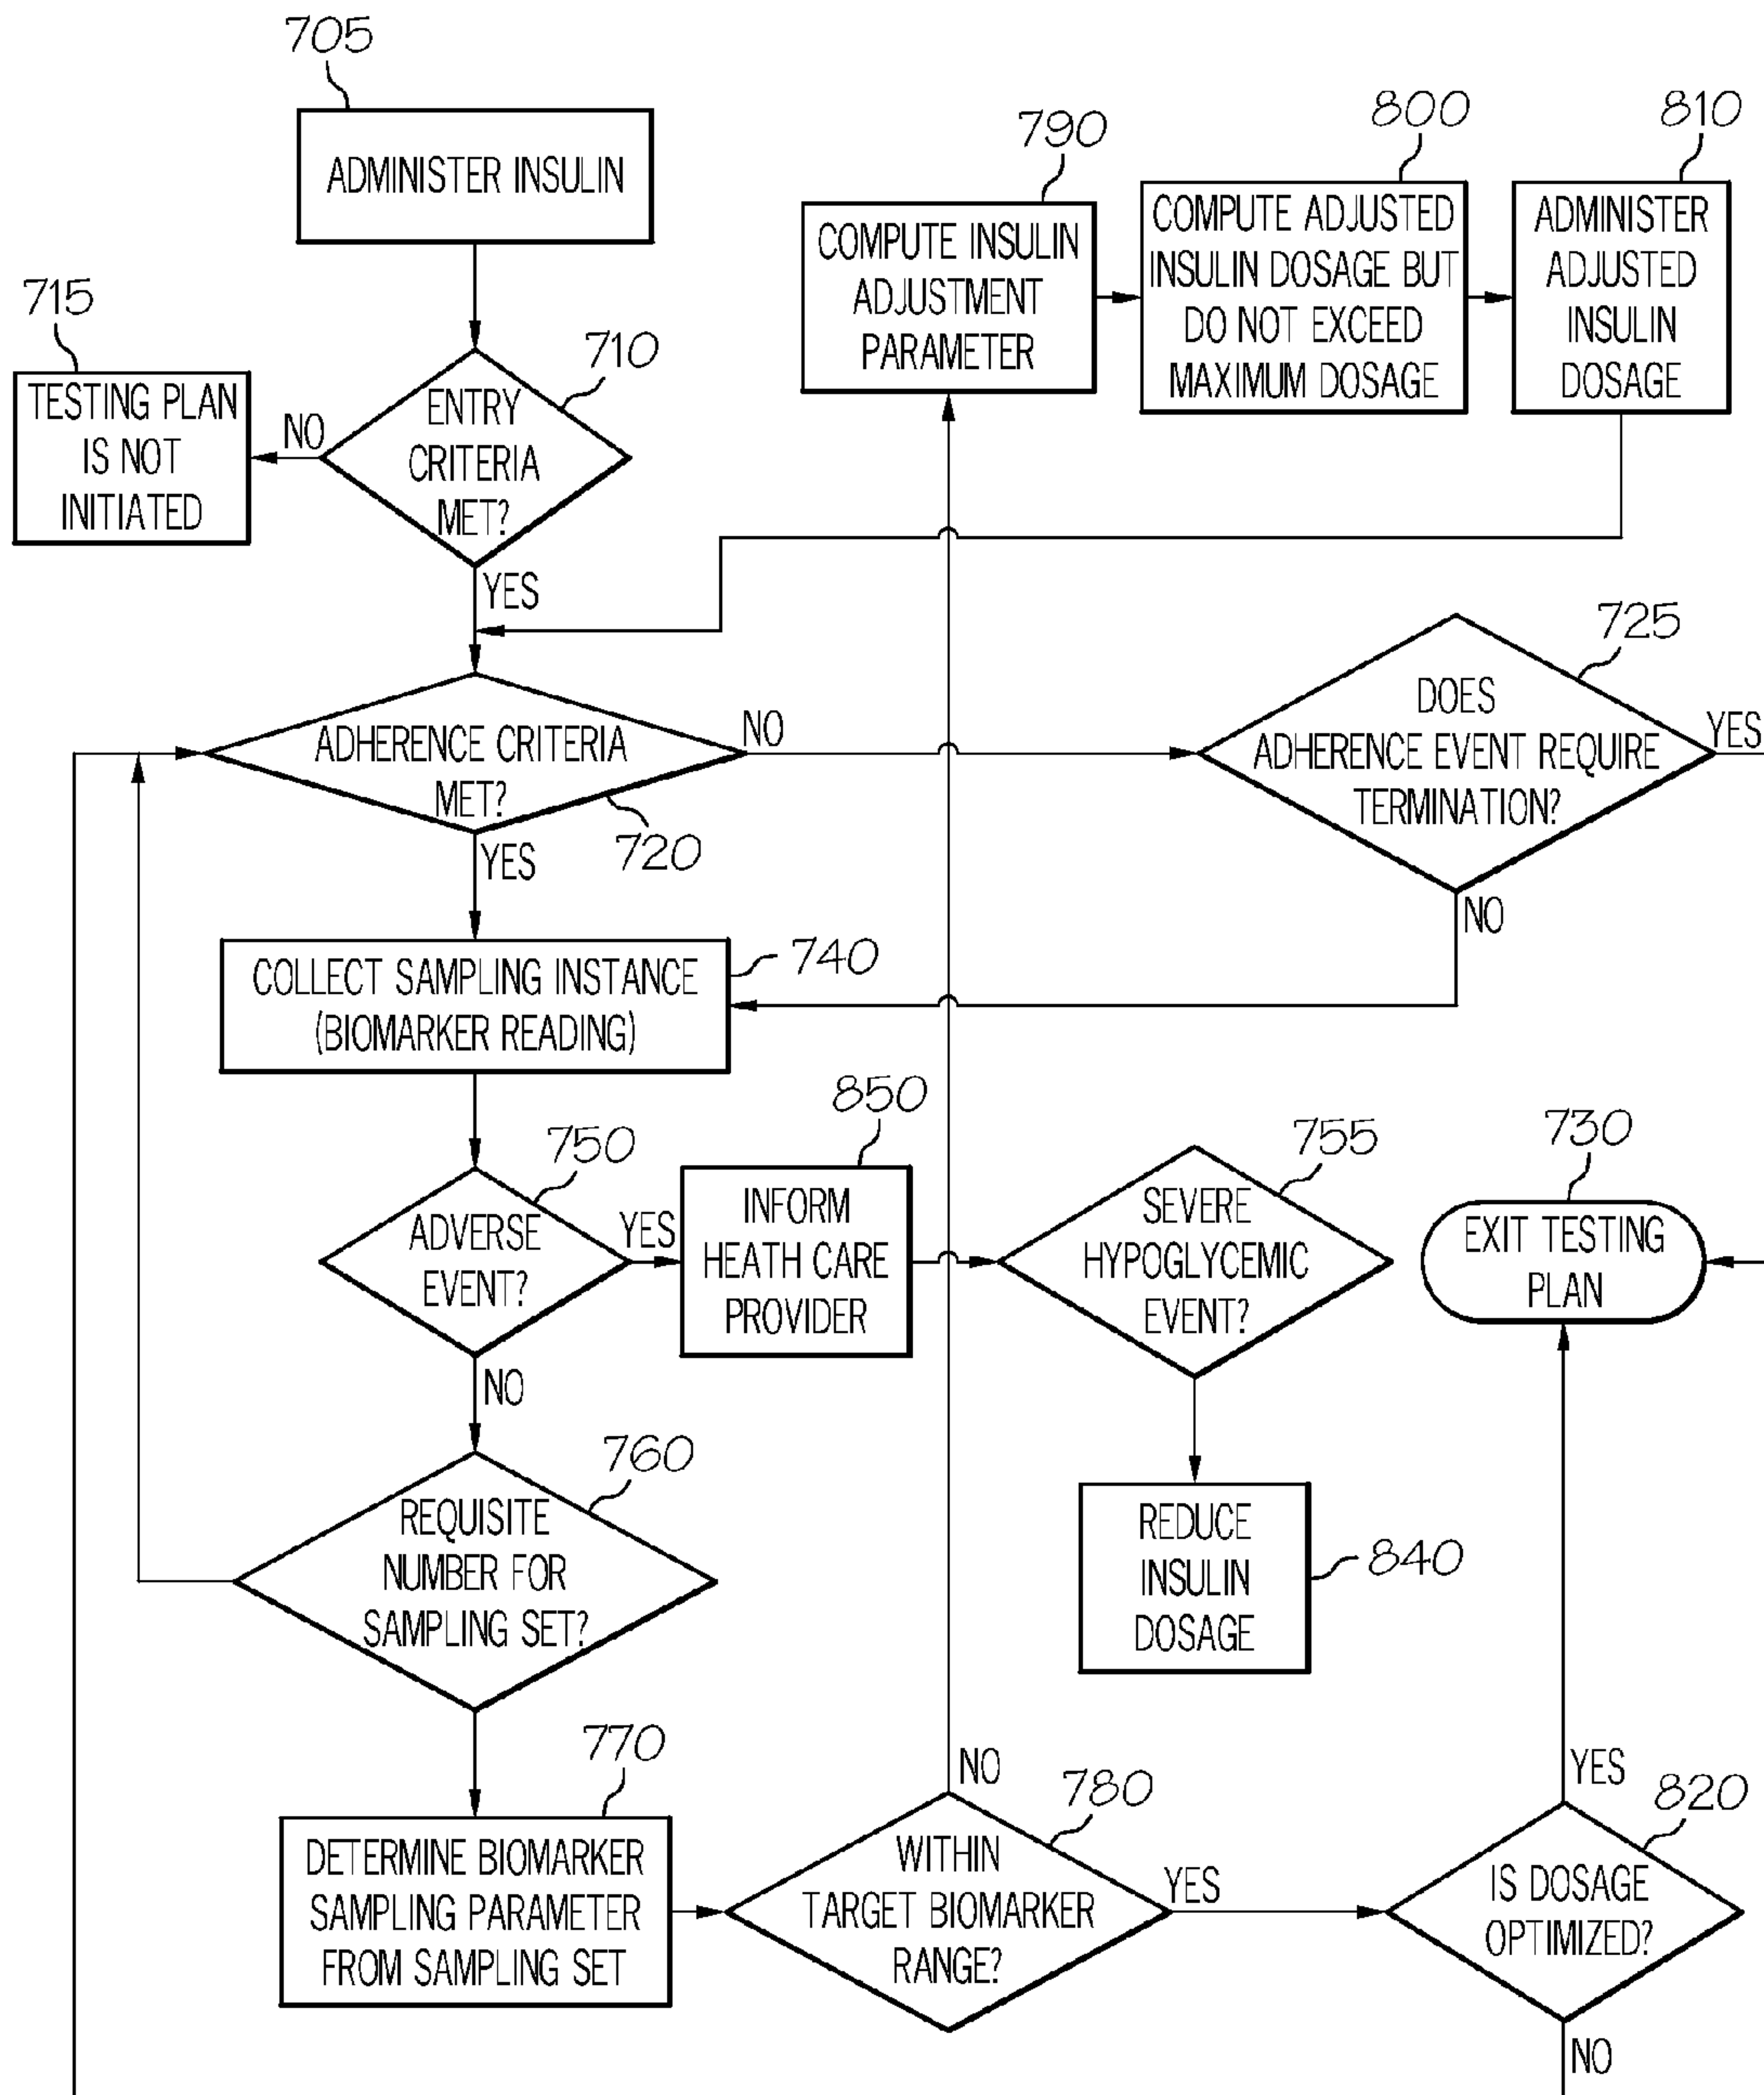 705
ADMINISTER INSULIN
715
TESTING PLAN
IS NOT
INITIATED
NO
710
ENTRY
CRITERIA
MET?
YES
790
COMPUTE INSULIN
ADJUSTMENT
PARAMETER
800
COMPUTE ADJUSTED
INSULIN DOSAGE BUT
DO NOT EXCEED
MAXIMUM DOSAGE
810
ADMINISTER
ADJUSTED
INSULIN
DOSAGE
ADHERENCE CRITERIA
MET?
NO
720
YES
725
DOES
ADHERENCE EVENT REQUIRE
TERMINATION?
YES
NO
COLLECT SAMPLING INSTANCE
(BIOMARKER READING)
740
750
ADVERSE
EVENT?
YES
NO
850
INFORM
HEATH CARE
PROVIDER
755
SEVERE
HYPOGLYCEMIC
EVENT?
730
EXIT TESTING
PLAN
760
REQUISITE
NUMBER FOR
SAMPLING SET?
REDUCE
INSULIN
DOSAGE
840
770
DETERMINE BIOMARKER
SAMPLING PARAMETER
FROM SAMPLING SET
NO
780
WITHIN
TARGET BIOMARKER
RANGE?
YES
YES
820
IS DOSAGE
OPTIMIZED?
NO